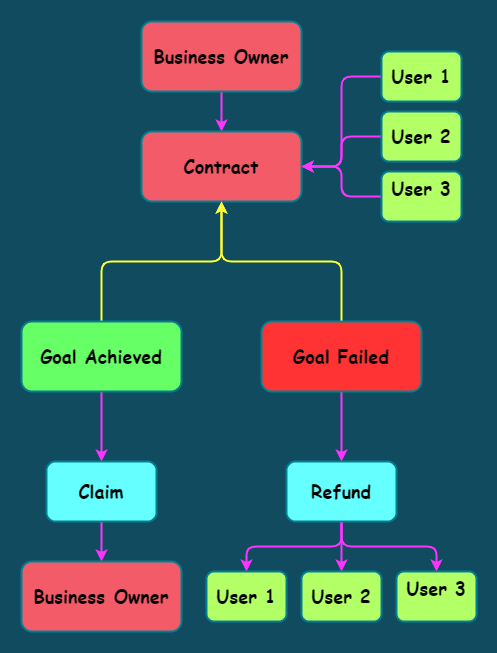 Business Owner
User 1
User 2
Contract
User 3
Goal Achieved
Goal Failed
Claim
Refund
Business Owner
User 1
User 2
User 3